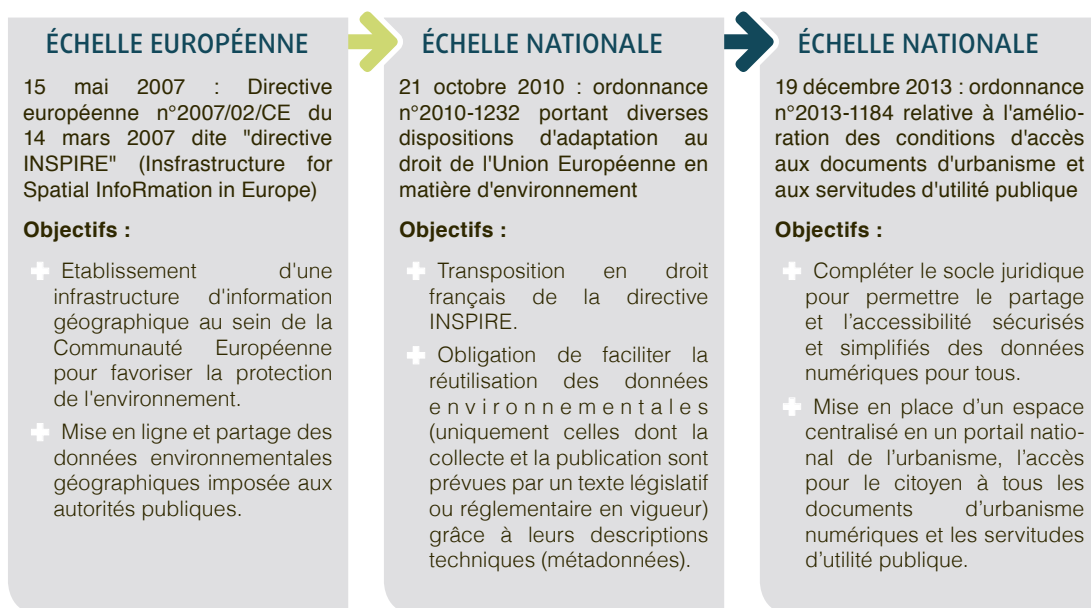 ÉCHELLE EUROPÉENNE
15 mai 2007 : Directive
européenne n°2007/02/CE du
14 mars 2007 dite "directive
INSPIRE" (Insfrastructure for
Spatial InfoRmation in Europe)
Objectifs :
Etablissement d'une
infrastructure d'information
géographique au sein de la
Communauté Européenne
pour favoriser la protection
de l'environnement.
Mise en ligne et partage des
données environnementales
géographiques imposée aux
autorités publiques.
ÉCHELLE NATIONALE
21 octobre 2010 : ordonnance
n°2010-1232 portant diverses
dispositions d'adaptation au
droit de l'Union Européenne en
matière d'environnement
Objectifs :
Transposition en droit
français de la directive
INSPIRE.
Obligation de faciliter la
réutilisation des données
environnementales
(uniquement celles dont la
collecte et la publication sont
prévues par un texte législatif
ou réglementaire en vigueur)
grâce à leurs descriptions
techniques (métadonnées).
ÉCHELLE NATIONALE
19 décembre 2013 : ordonnance
n°2013-1184 relative à l'amélio-
ration des conditions d'accès
aux documents d'urbanisme et
aux servitudes d'utilité publique
Objectifs :
Compléter le socle juridique
pour permettre le partage
et l’accessibilité sécurisés
et simplifiés des données
numériques pour tous.
Mise en place d’un espace
centralisé en un portail natio-
nal de l’urbanisme, l’accès
pour le citoyen à tous les
documents d’urbanisme
numériques et les servitudes
d’utilité publique.